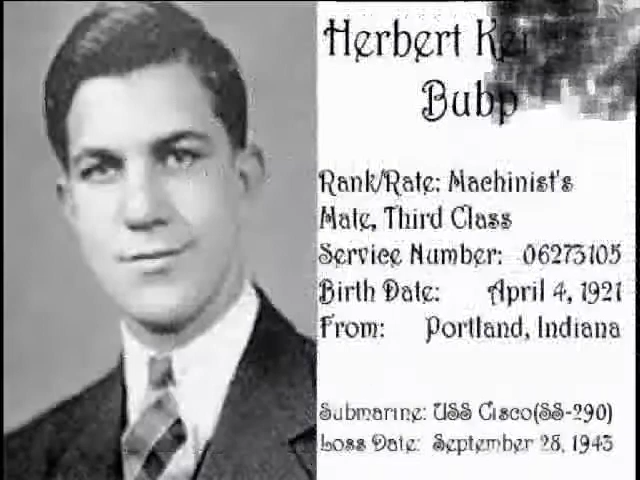 Herbert
Bubp
Rank/Rate: Machinist's
Mate, Third Class
Service Number: 06273105
Birth Date: April 4, 1921
From: Portland, Indiana
Submarine: USS Cisco(SS-290)
Loss Date: September 28, 1943